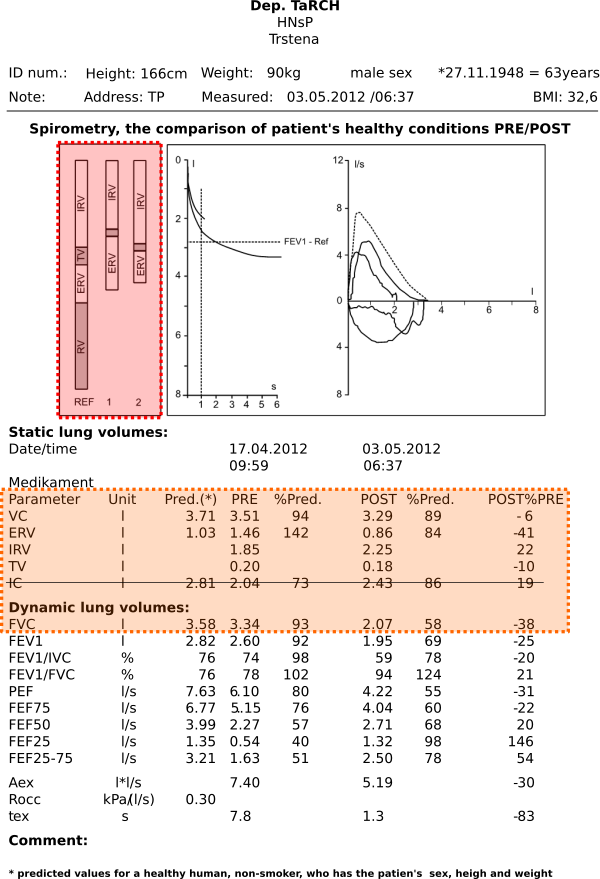 Dep. TaRCH
HNsP
Trstena
ID num.: Height: 166cm Weight: 90kg male sex *27.11.1948 = 63years
Note: Address: TP Measured: 03.05.2012 /06:37 BMI: 32,6
Spirometry, the comparison of patient's healthy conditions PRE/POST
IRV TV ERV RV
IRV ERV
IRV ERV
REF 1 2
0 l
2
4
6
8
FEV1 - Ref
s
1 2 3 4 5 6
12 l/s
8
4
0
4
8
2 4 6 8
l
Static lung volumes:
Date/time 17.04.2012 03.05.2012
09:59 06:37
Medikament
Parameter Unit Pred.(*) PRE %Pred. POST %Pred. POST%PRE
VC l 3.71 3.51 94 3.29 89 - 6
ERV l 1.03 1.46 142 0.86 84 -41
IRV l 1.85 2.25 22
TV l 0.20 0.18 -10
IC l 2.81 2.04 73 2.43 86 19
Dynamic lung volumes:
FVC l 3.58 3.34 93 2.07 58 -38
FEV1 l 2.82 2.60 92 1.95 69 -25
FEV1/IVC % 76 74 98 59 78 -20
FEV1/FVC % 76 78 102 94 124 21
PEF l/s 7.63 6.10 80 4.22 55 -31
FEF75 l/s 6.77 5.15 76 4.04 60 -22
FEF50 l/s 3.99 2.27 57 2.71 68 20
FEF25 l/s 1.35 0.54 40 1.32 98 146
FEF25-75 l/s 3.21 1.63 51 2.50 78 54
Aex l*l/s 7.40 5.19 -30
Rocc kPa/(l/s) 0.30
tex s 7.8 1.3 -83
Comment:
* predicted values for a healthy human, non-smoker, who has the patien's sex, heigh and weight